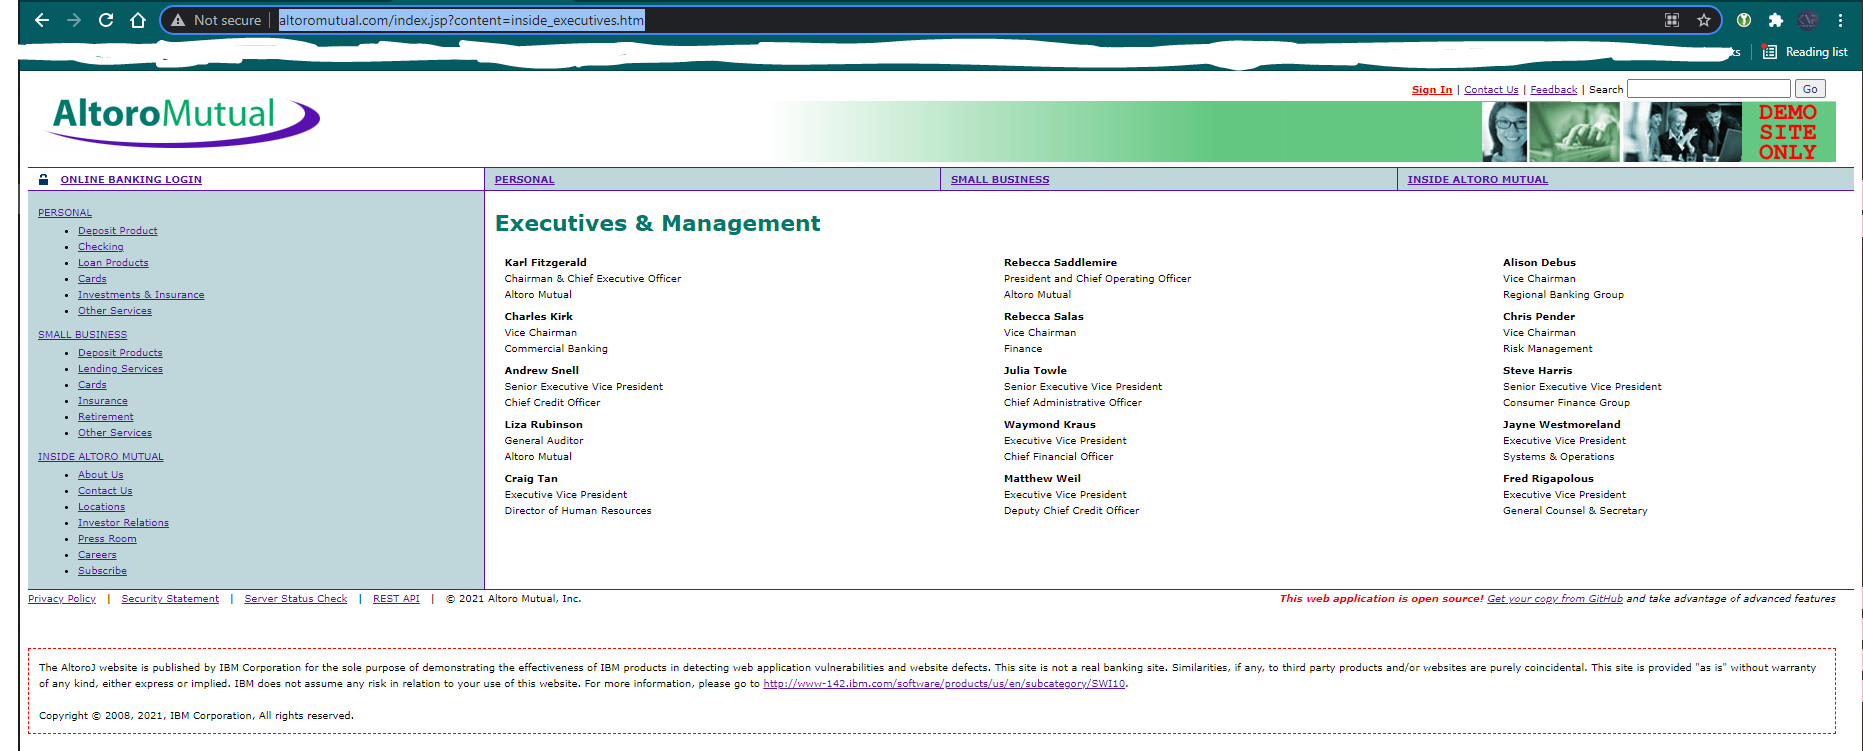 Not secure | altoromutual.com/index.jsp?content=inside_executives.htm
Reading list
Sign In | Contact Us | Feedback | Search Go
AltoroMutual
DEMO
SITE
ONLY
ONLINE BANKING LOGIN
PERSONAL
SMALL BUSINESS
INSIDE ALTORO MUTUAL
PERSONAL
Deposit Product
Checking
Loan Products
Cards
Investments & Insurance
Other Services
SMALL BUSINESS
Deposit Products
Lending Services
Cards
Insurance
Retirement
Other Services
INSIDE ALTORO MUTUAL
About Us
Contact Us
Locations
Investor Relations
Press Room
Careers
Subscribe
Executives & Management
Karl Fitzgerald
Chairman & Chief Executive Officer
Altoro Mutual
Rebecca Saddlemire
President and Chief Operating Officer
Altoro Mutual
Alison Debus
Vice Chairman
Regional Banking Group
Charles Kirk
Vice Chairman
Commercial Banking
Rebecca Salas
Vice Chairman
Finance
Chris Pender
Vice Chairman
Risk Management
Andrew Snell
Senior Executive Vice President
Chief Credit Officer
Julia Towle
Senior Executive Vice President
Chief Administrative Officer
Steve Harris
Senior Executive Vice President
Consumer Finance Group
Liza Rubinson
General Auditor
Altoro Mutual
Waymond Kraus
Executive Vice President
Chief Financial Officer
Jayne Westmoreland
Executive Vice President
Systems & Operations
Craig Tan
Executive Vice President
Director of Human Resources
Matthew Weil
Executive Vice President
Deputy Chief Credit Officer
Fred Rigapolous
Executive Vice President
General Counsel & Secretary
Privacy Policy | Security Statement | Server Status Check | REST API | © 2021 Altoro Mutual, Inc.
This web application is open source! Get your copy from GitHub and take advantage of advanced features
The AltoroJ website is published by IBM Corporation for the sole purpose of demonstrating the effectiveness of IBM products in detecting web application vulnerabilities and website defects. This site is not a real banking site. Similarities, if any, to third party products and/or websites are purely coincidental. This site is provided "as is" without warranty
of any kind, either express or implied. IBM does not assume any risk in relation to your use of this website. For more information, please go to http://www-142.ibm.com/software/products/us/en/subcategory/SWI10.
Copyright © 2008, 2021, IBM Corporation, All rights reserved.